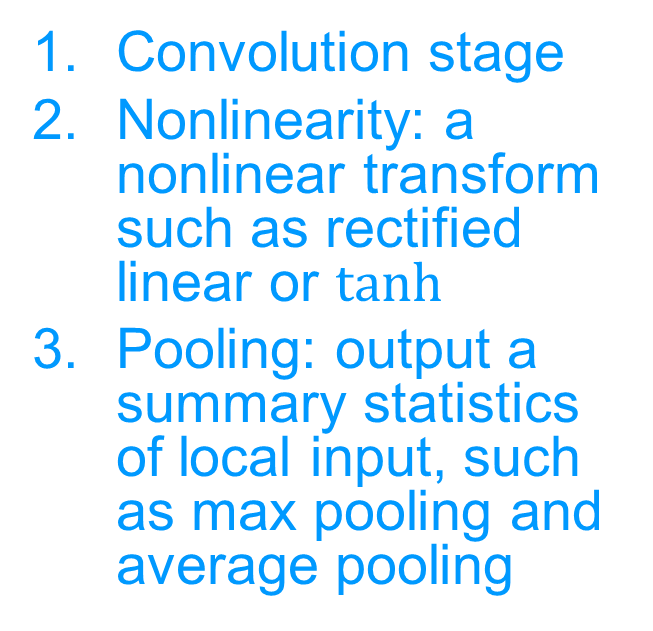 1. Convolution stage
2. Nonlinearity: a
nonlinear transform
such as rectified
linear or tanh
3. Pooling: output a
summary statistics
of local input, such
as max pooling and
average pooling